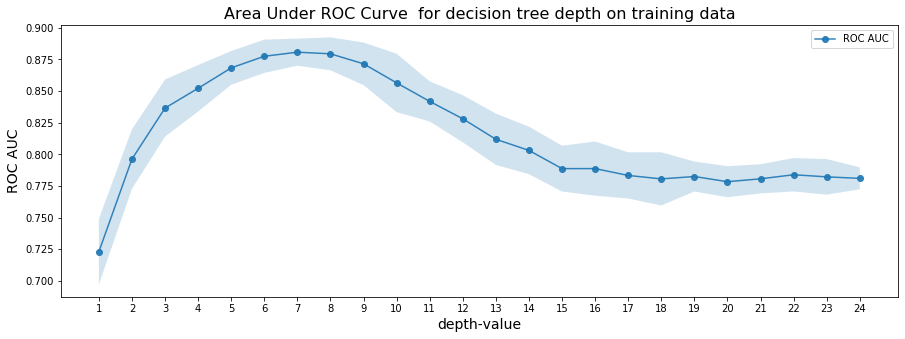 Area Under ROC Curve  for decision tree depth on training data
ROC AUC
0.900
0.875
0.850
0.825
0.800
0.775
0.750
0.725
0.700
ROC AUC
1 2 3 4 5 6 7 8 9 10 11 12 13 14 15 16 17 18 19 20 21 22 23 24
depth-value